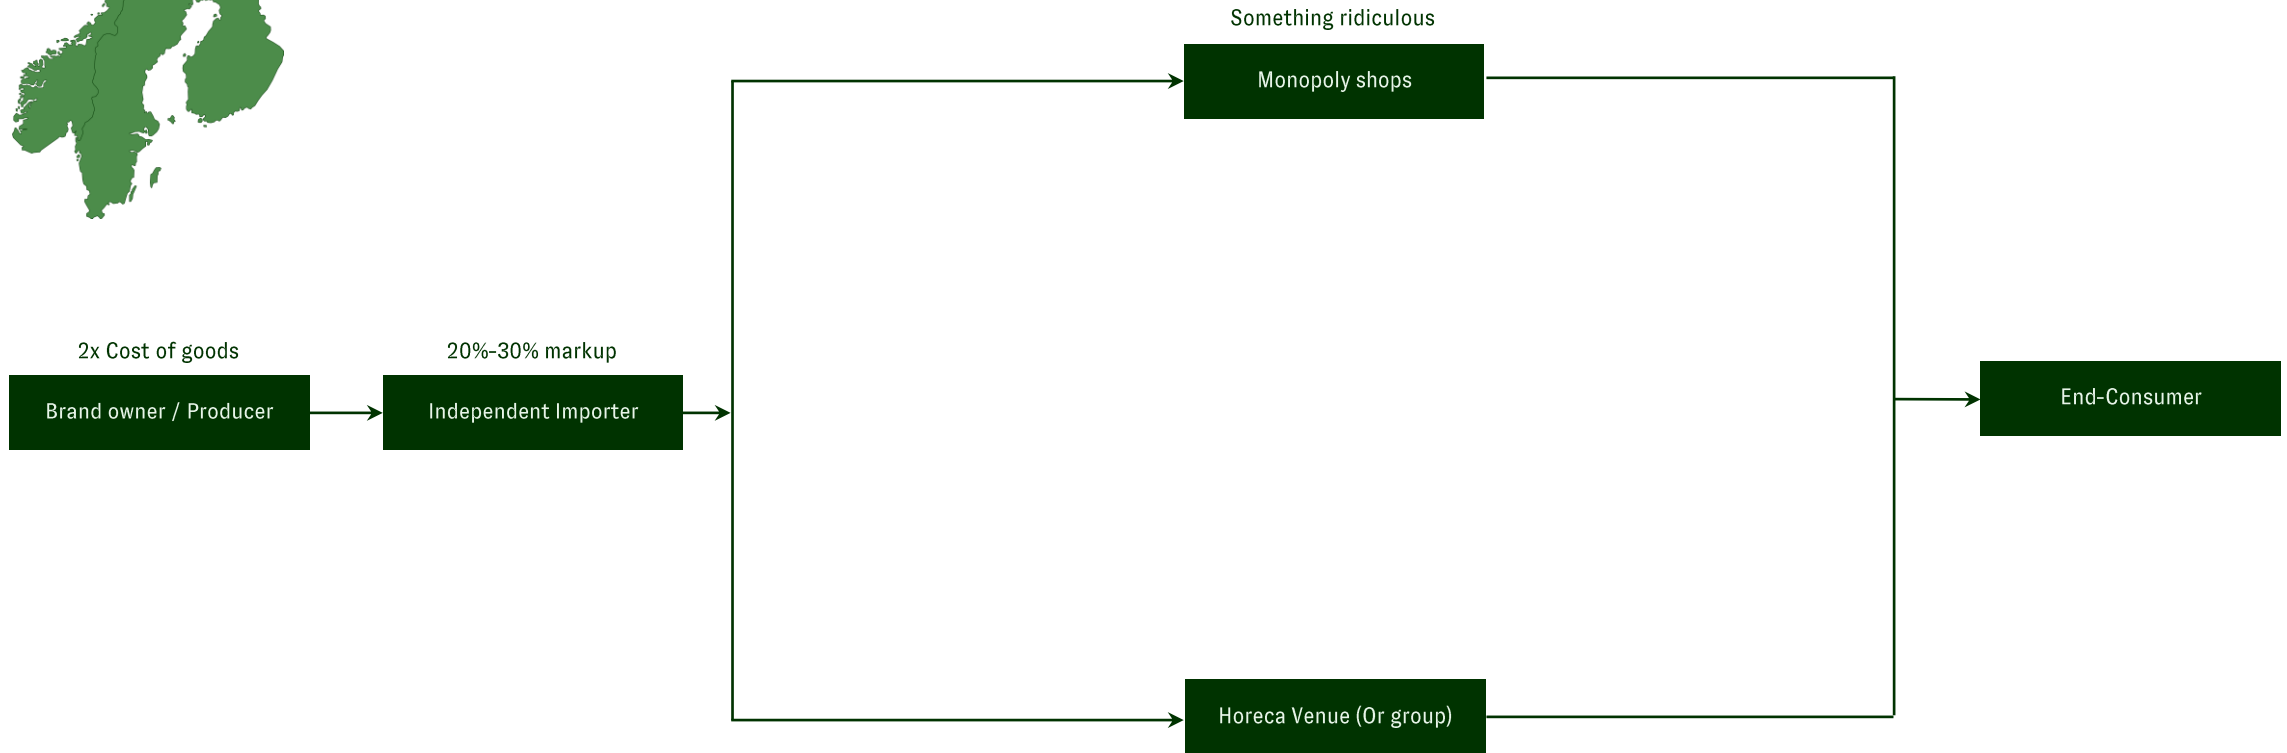 Something ridiculous
Monopoly shops
2x Cost of goods
20%-30% markup
Brand owner / Producer
Independent Importer
End-Consumer
Horeca Venue (Or group)